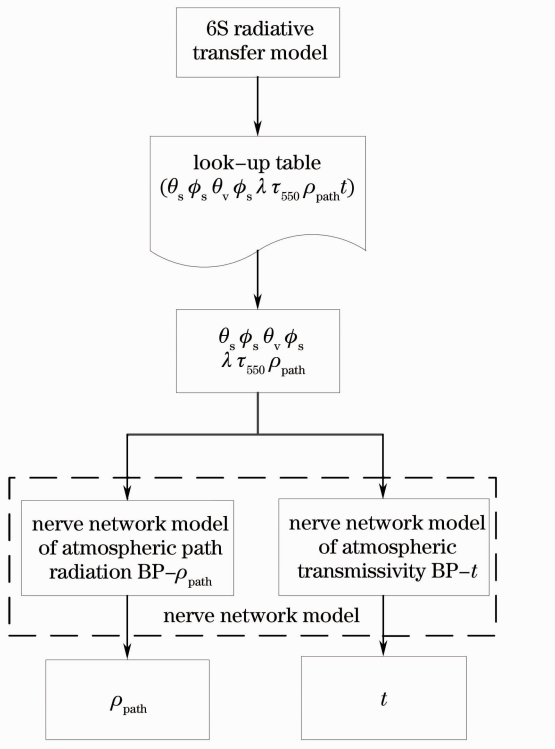 6S radiative
transfer model
look-up table
(θs ϕs θv ϕs λ τ550 ρpath t)
θs ϕs θv ϕs
λ τ550 ρpath
nerve network model
of atmospheric path
radiation BP-ρpath
nerve network model
of atmospheric
transmissivity BP-t
nerve network model
ρpath
t